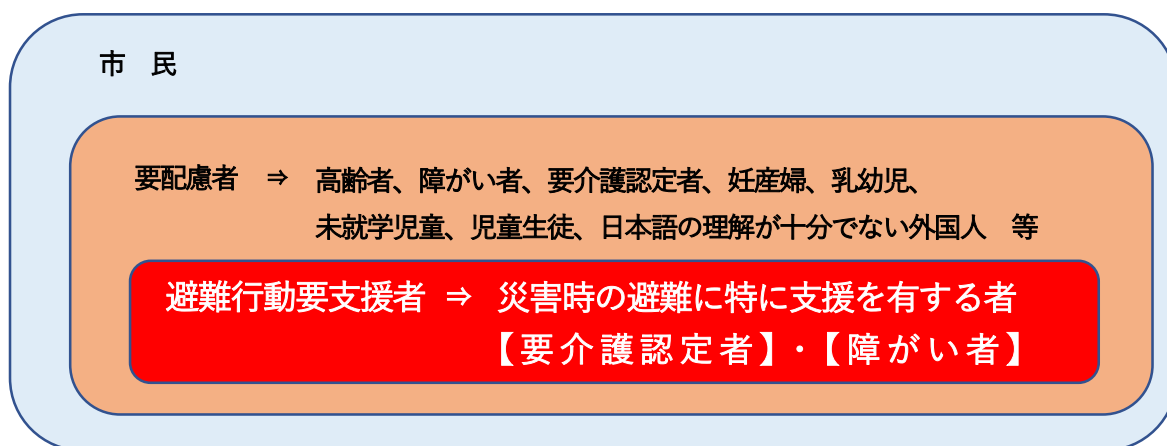 市　民
要配慮者　⇒　高齢者、障がい者、要介護認定者、妊産婦、乳幼児、
未就学児童、児童生徒、日本語の理解が十分でない外国人　等
避難行動要支援者　⇒　災害時の避難に特に支援を有する者
【要介護認定者】・【障がい者】